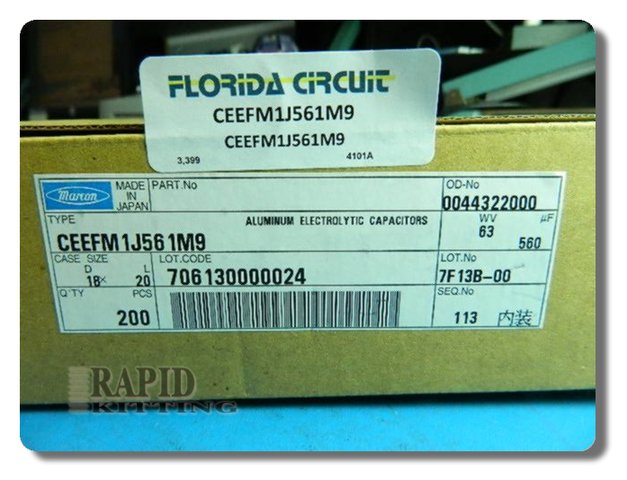 FLORIDA CIRCUIT
CEEFM1J561M9
CEEFM1J561M9
3,399 4101A
Marcon MADE IN JAPAN PART.No OD-No
0044322000
TYPE ALUMINUM ELECTROLYTIC CAPACITORS WV µF
CEEFM1J561M9 63 560
CASE SIZE LOT.CODE LOT.No
D L
18× 20 706130000024 7F13B-00
Q'TY PCS SEQ.No
200 113 内装
RAPID
KITTING